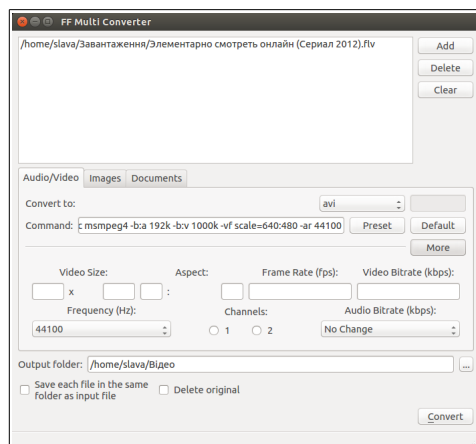 FF Multi Converter
/home/slava/Завантаження/Элементарно смотреть онлайн (Сериал 2012).flv
Add
Delete
Clear
Audio/Video Images Documents
Convert to: avi
Command: c msmpeg4 -b:a 192k -b:v 1000k -vf scale=640:480 -ar 44100 Preset Default
More
Video Size: Aspect: Frame Rate (fps): Video Bitrate (kbps):
x :
Frequency (Hz): Channels: Audio Bitrate (kbps):
44100 1 2 No Change
Output folder: /home/slava/Відео ...
Save each file in the same
folder as input file
Delete original
Convert